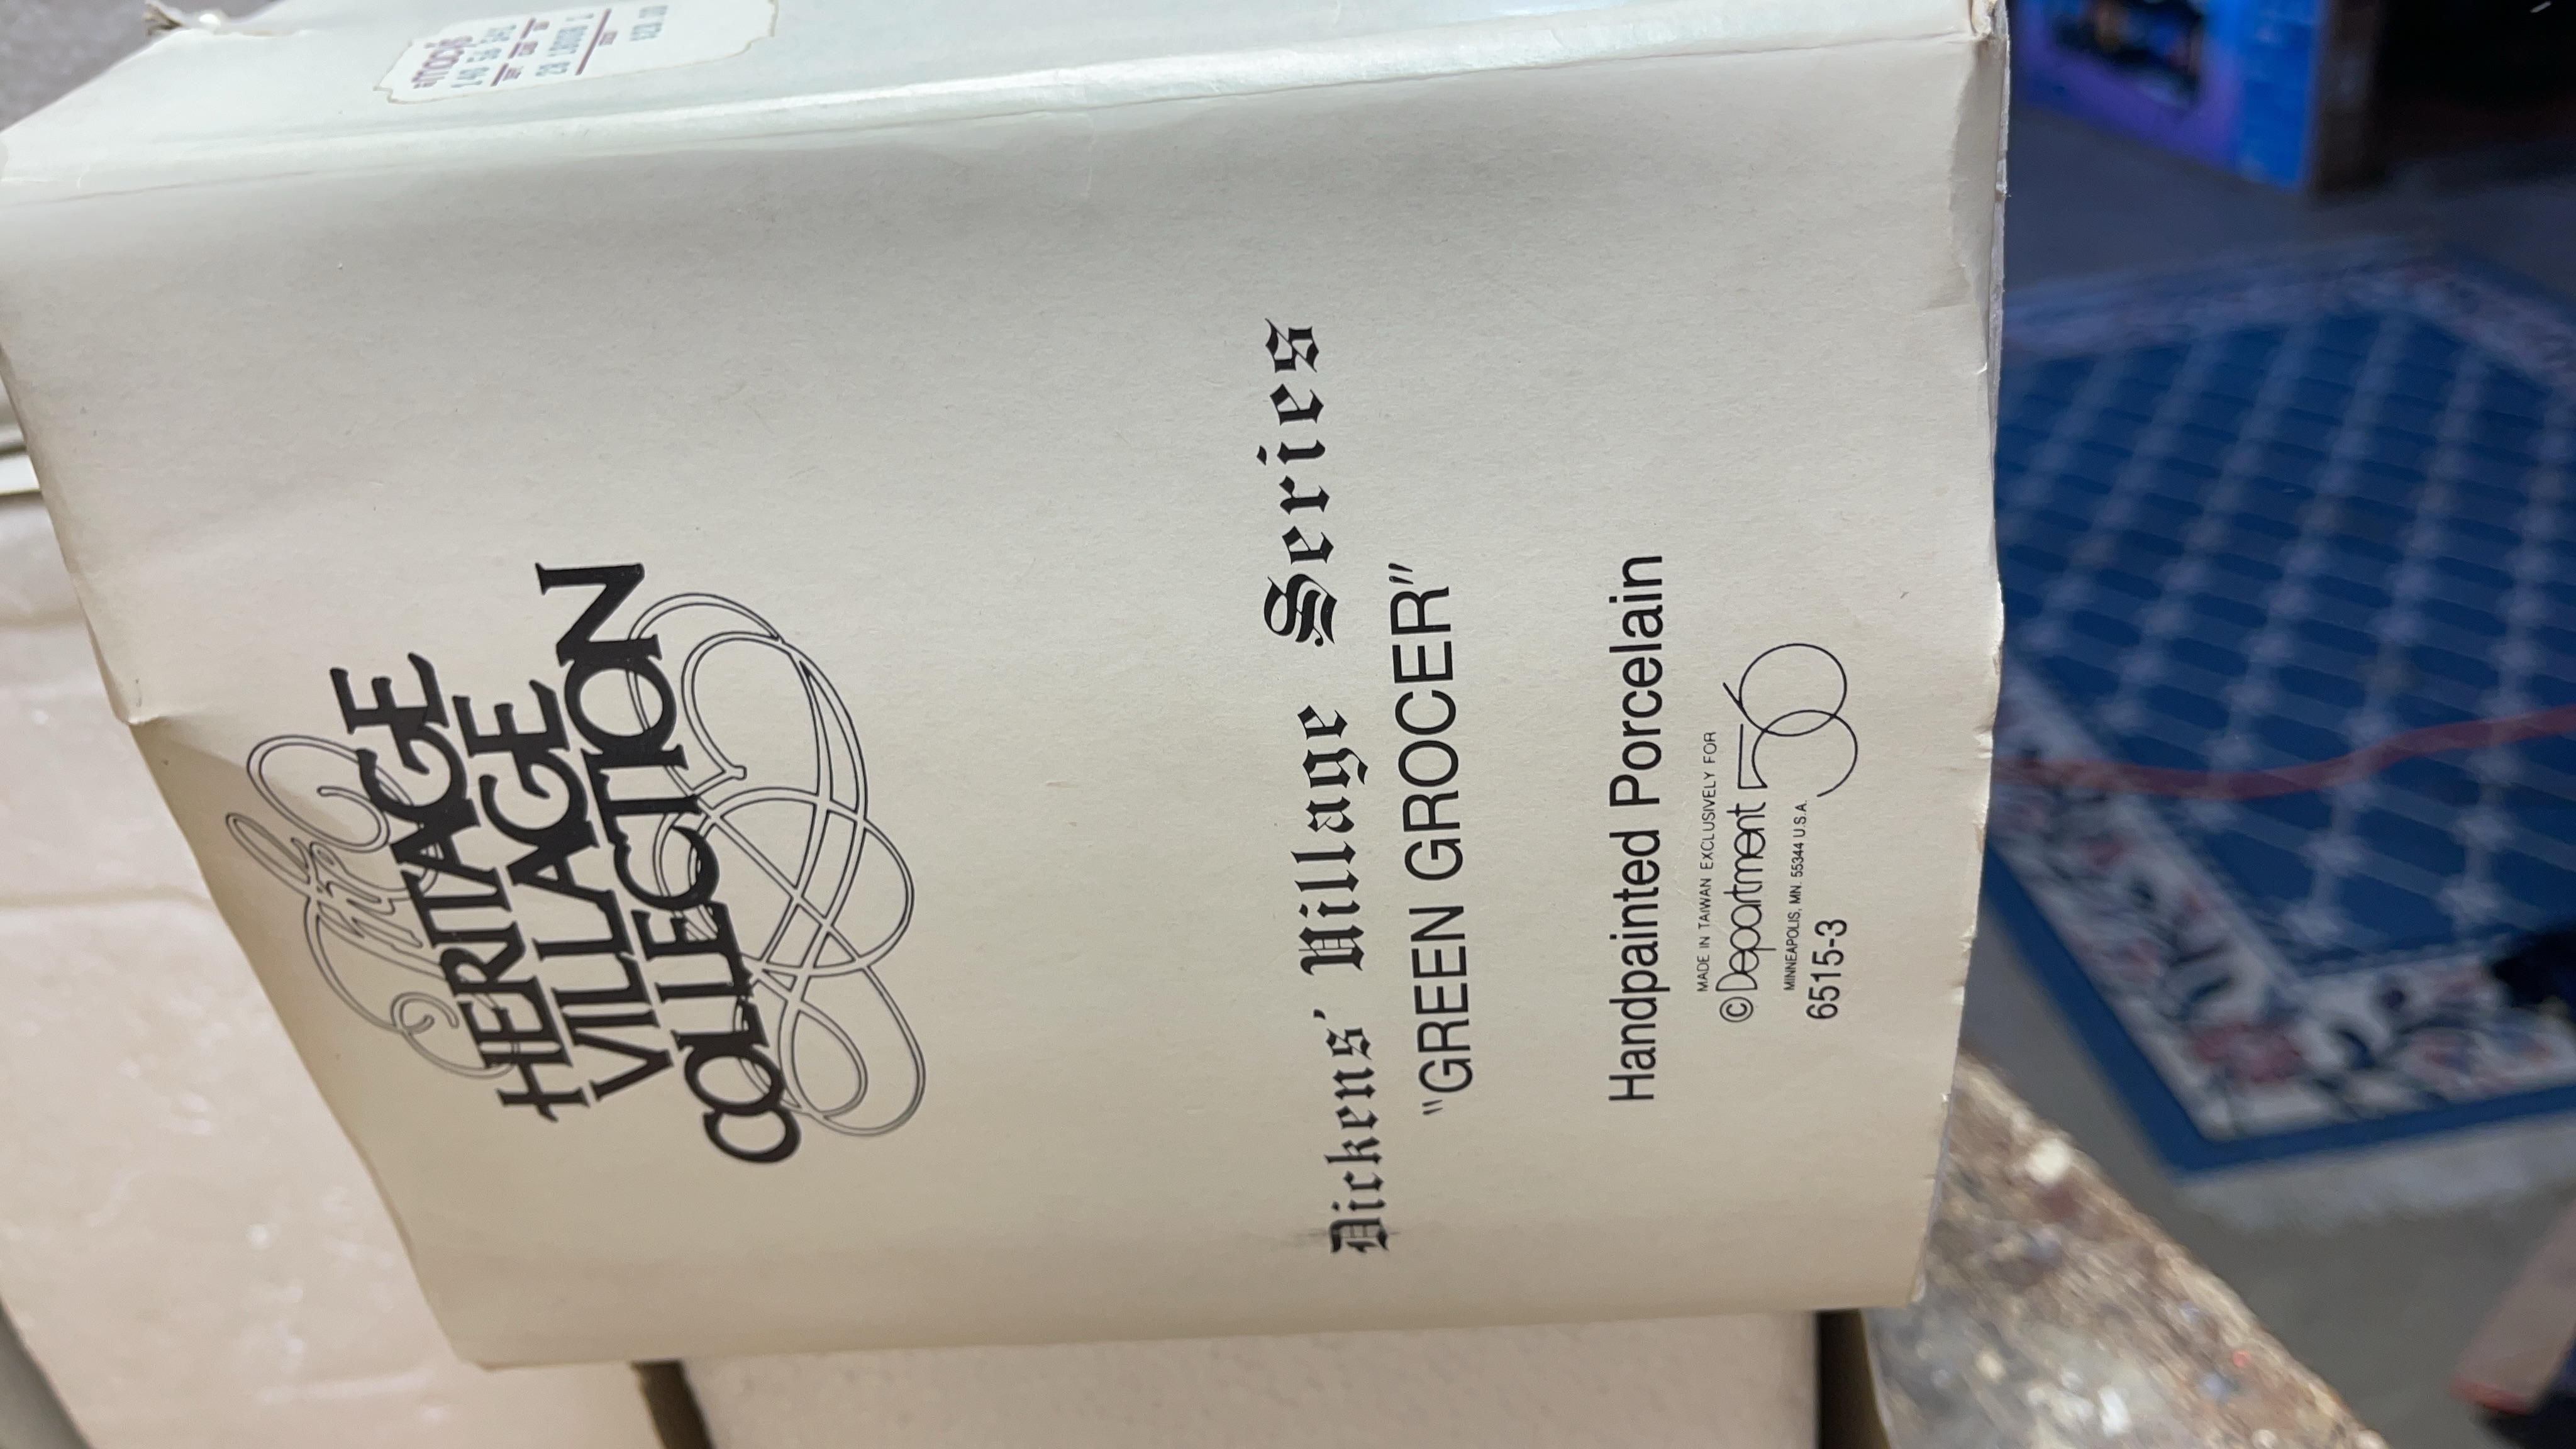 The
HERITAGE
VILLAGE
COLLECTION
Dickens' Village Series
"GREEN GROCER"
Handpainted Porcelain
MADE IN TAIWAN EXCLUSIVELY FOR
© Department 56
MINNEAPOLIS, MN. 55344 U.S.A.
6515-3